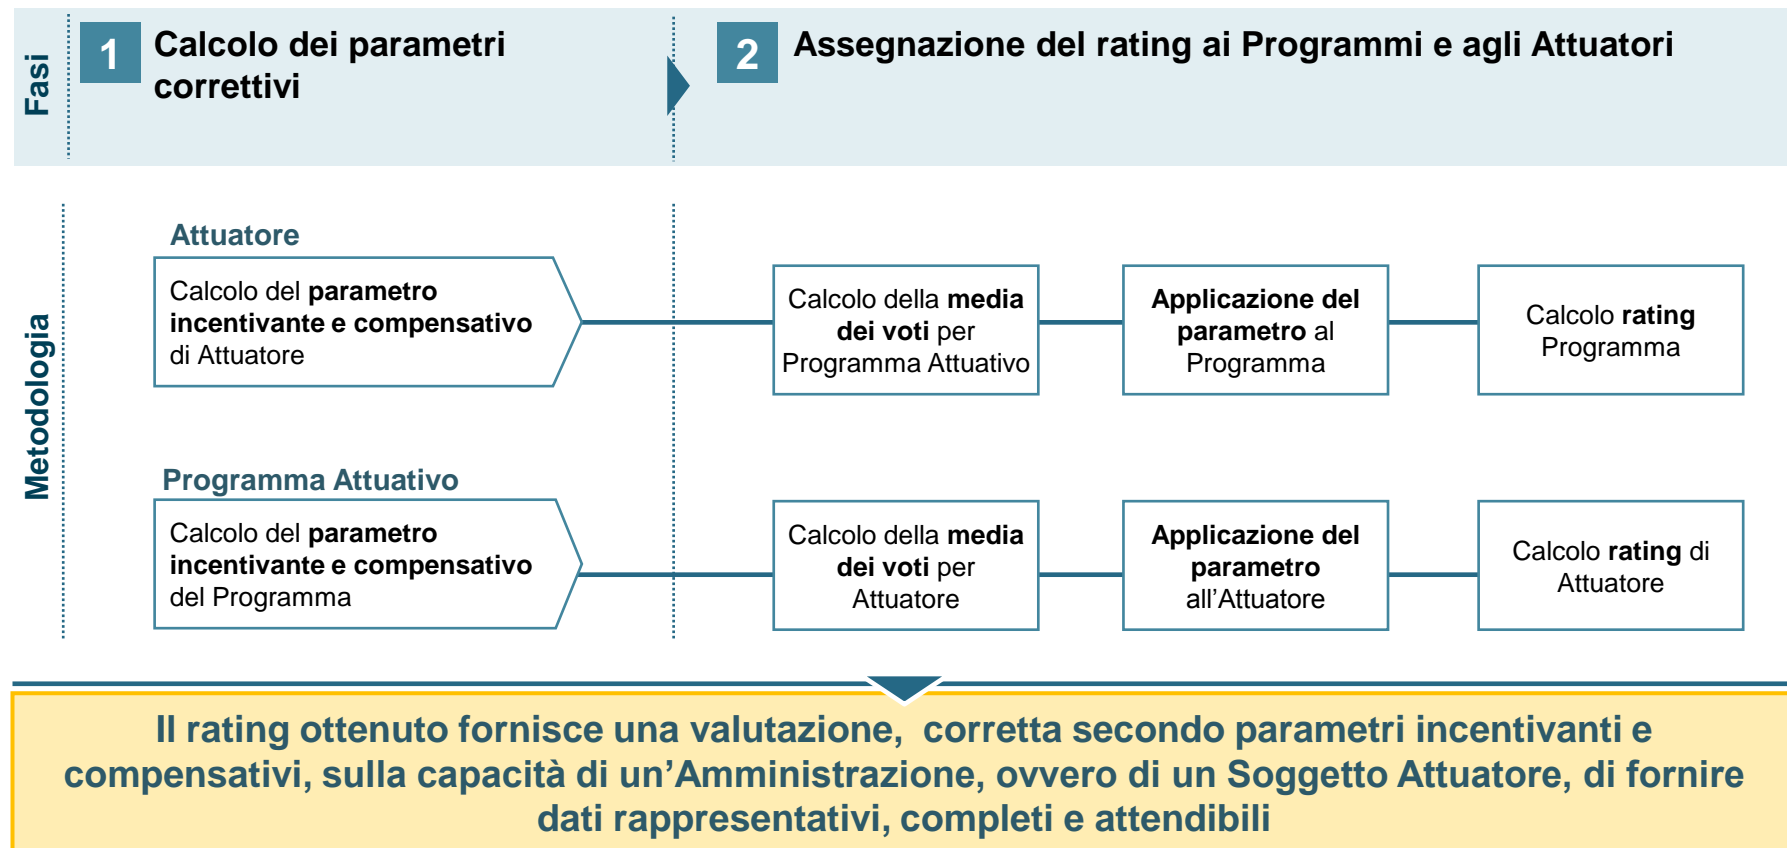 Fasi
1
Calcolo dei parametri
correttivi
2
Assegnazione del rating ai Programmi e agli Attuatori
Metodologia
Attuatore
Calcolo del parametro
incentivante e compensativo
di Attuatore
Calcolo della media
dei voti per
Programma Attuativo
Applicazione del
parametro al
Programma
Calcolo rating
Programma
Programma Attuativo
Calcolo del parametro
incentivante e compensativo
del Programma
Calcolo della media
dei voti per
Attuatore
Applicazione del
parametro
all’Attuatore
Calcolo rating di
Attuatore
Il rating ottenuto fornisce una valutazione,  corretta secondo parametri incentivanti e
compensativi, sulla capacità di un’Amministrazione, ovvero di un Soggetto Attuatore, di fornire
dati rappresentativi, completi e attendibili